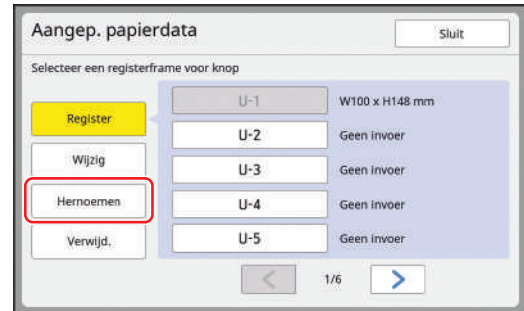 Aangep. papierdata
Sluit
Selecteer een registerframe voor knop
Register
Wijzig
Hernoemen
Verwijd.
U-1 W100 x H148 mm
U-2 Geen invoer
U-3 Geen invoer
U-4 Geen invoer
U-5 Geen invoer
< 1/6 >